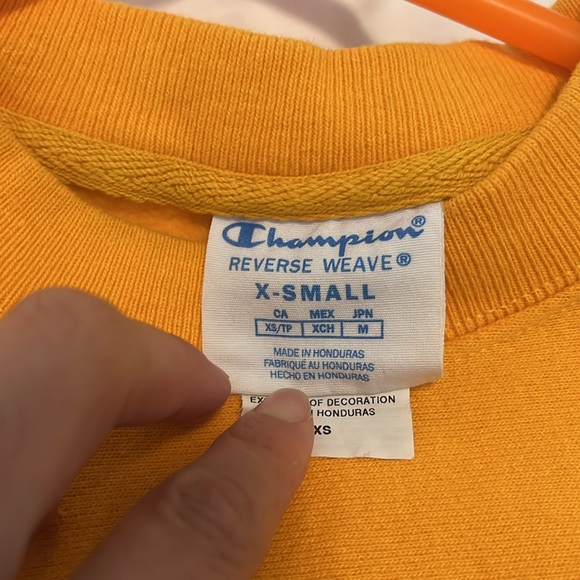 Champion®
REVERSE WEAVE®
X-SMALL
CA MEX JPN
XS/TP XCH M
MADE IN HONDURAS
FABRIQUÉ AU HONDURAS
HECHO EN HONDURAS
OF DECORATION
HONDURAS
XS